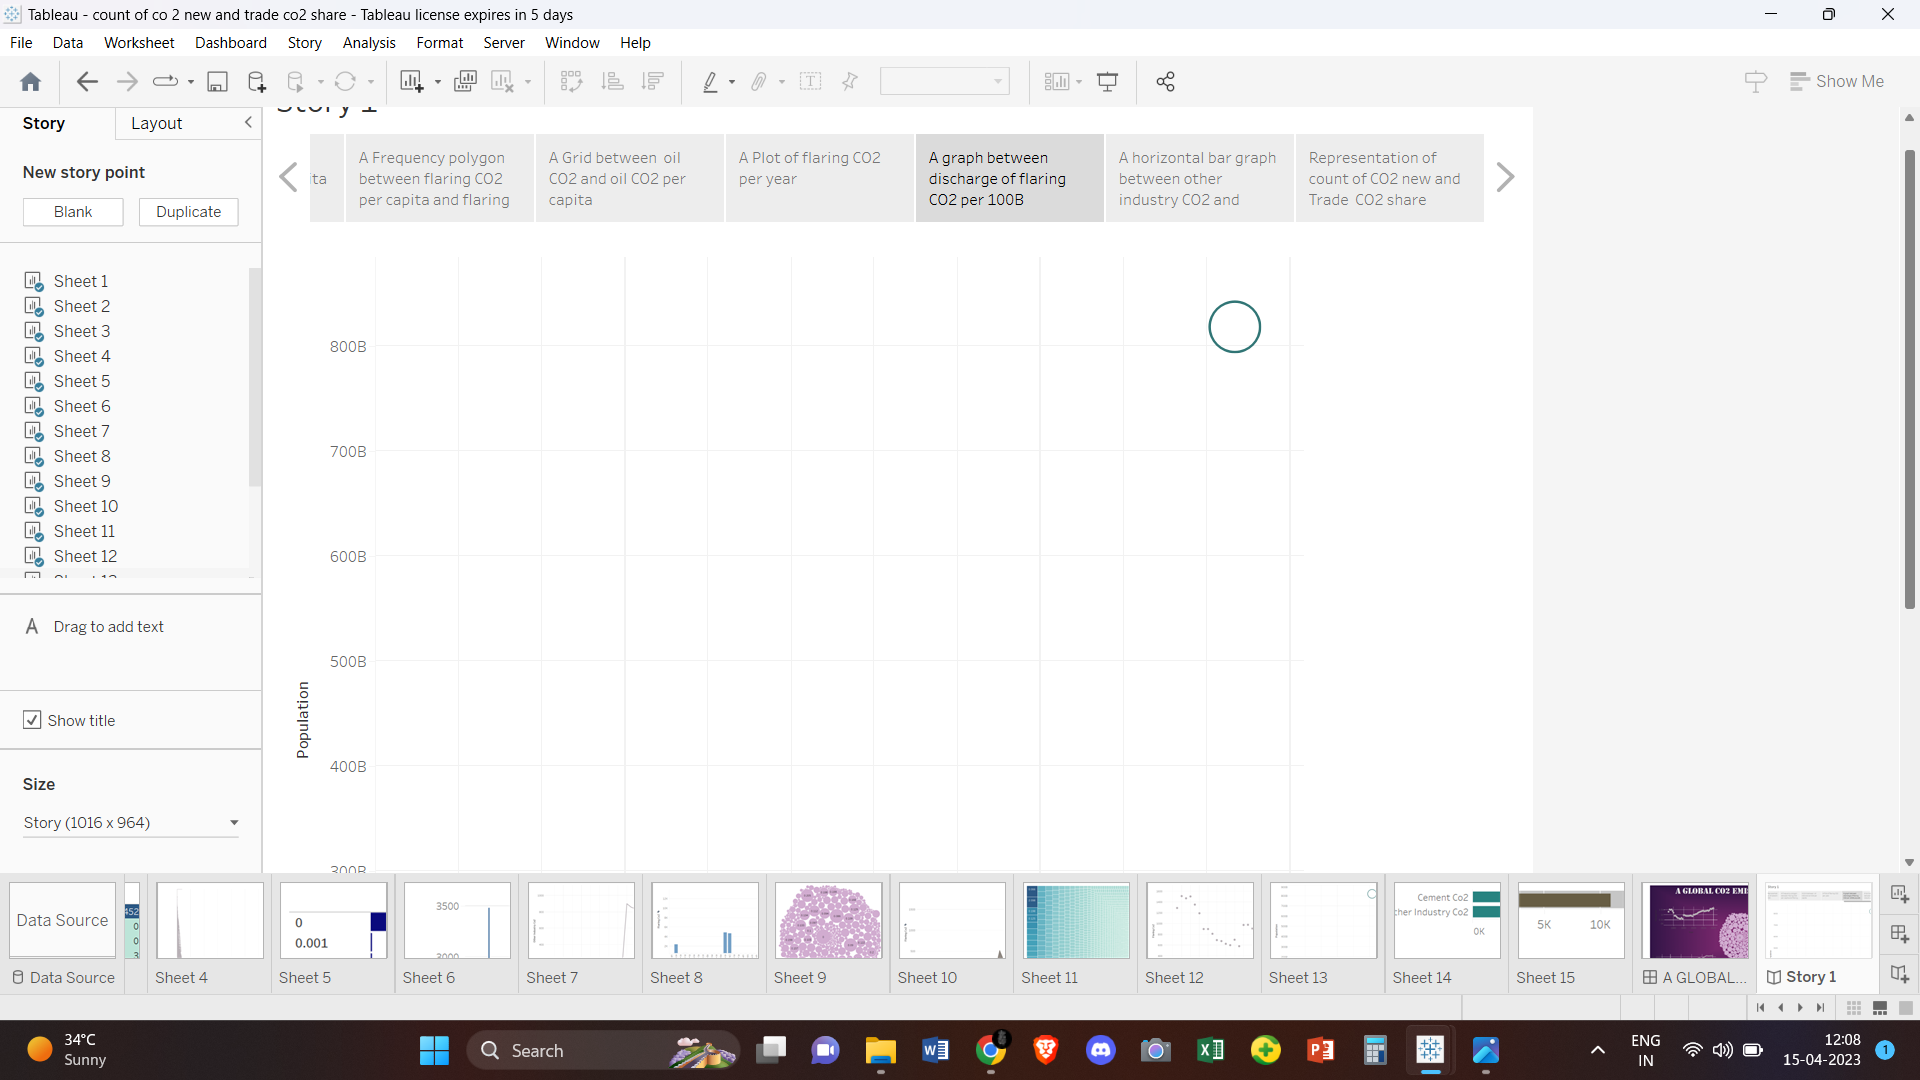 Tableau - count of co 2 new and trade co2 share - Tableau license expires in 5 days
File Data Worksheet Dashboard Story Analysis Format Server Window Help
Show Me
Story Layout
Story 1
New story point
Blank Duplicate
Sheet 1
Sheet 2
Sheet 3
Sheet 4
Sheet 5
Sheet 6
Sheet 7
Sheet 8
Sheet 9
Sheet 10
Sheet 11
Sheet 12
Drag to add text
Show title
Size
Story (1016 x 964)
ta
A Frequency polygon
between flaring CO2
per capita and flaring
A Grid between oil
CO2 and oil CO2 per
capita
A Plot of flaring CO2
per year
A graph between
discharge of flaring
CO2 per 100B
A horizontal bar graph
between other
industry CO2 and
Representation of
count of CO2 new and
Trade CO2 share
800B
700B
600B
500B
400B
300B
Population
Data Source
452
0
0
3
0
0.001
3500
3000
Cement Co2
ther Industry Co2
0K
5K 10K
A GLOBAL CO2 EMI
Data Source Sheet 4 Sheet 5 Sheet 6 Sheet 7 Sheet 8 Sheet 9 Sheet 10 Sheet 11 Sheet 12 Sheet 13 Sheet 14 Sheet 15 A GLOBAL... Story 1
34°C
Sunny
Search
ENG
IN
12:08
15-04-2023
1